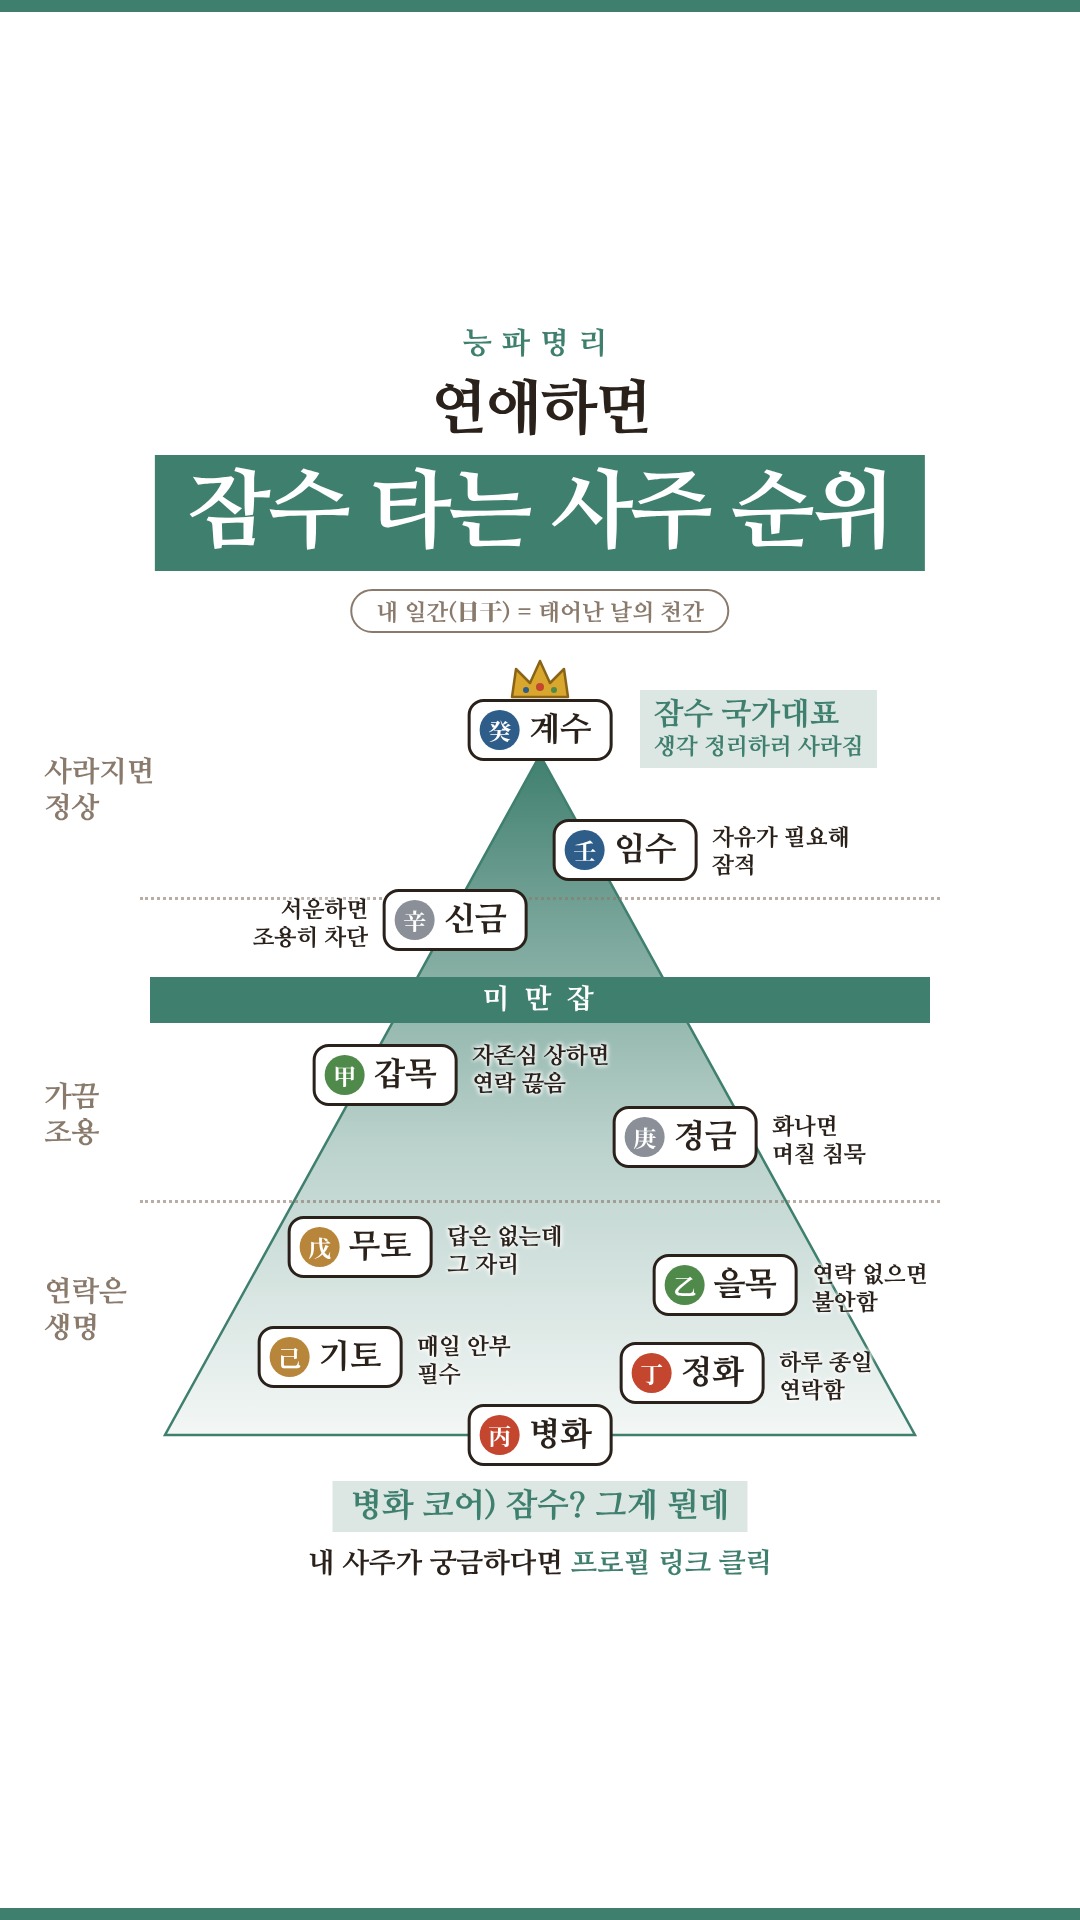 능파명리
연애하면
잠수 타는 사주 순위
내 일간(日干) = 태어난 날의 천간
癸 계수
잠수 국가대표
생각 정리하러 사라짐
사라지면
정상
壬 임수
자유가 필요해
잠적
서운하면
조용히 차단
辛 신금
미만잡
甲 갑목
자존심 상하면
연락 끊음
가끔
조용
庚 경금
화나면
며칠 침묵
戊 무토
답은 없는데
그 자리
乙 을목
연락 없으면
불안함
연락은
생명
己 기토
매일 안부
필수
丁 정화
하루 종일
연락함
丙 병화
병화 코어) 잠수? 그게 뭔데
내 사주가 궁금하다면 프로필 링크 클릭